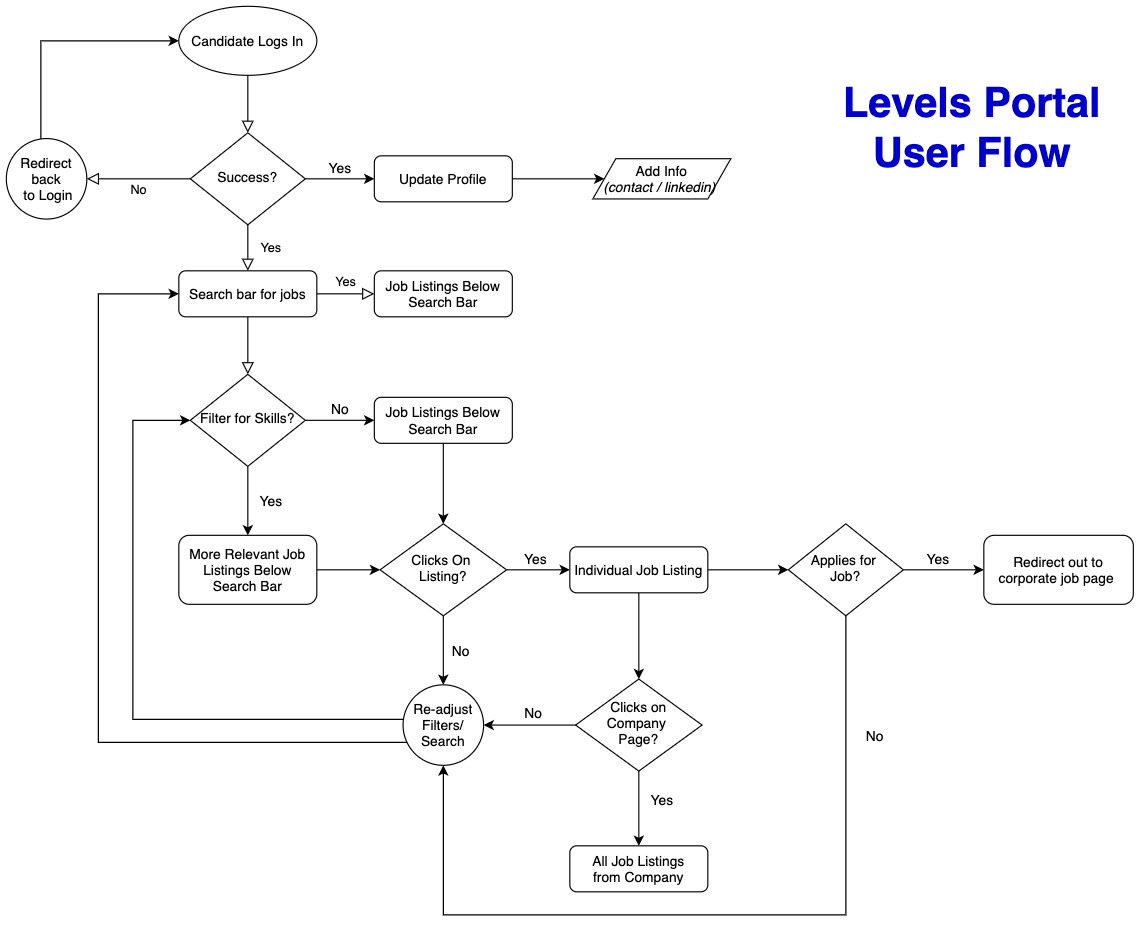 Candidate Logs In
Levels Portal
User Flow
Redirect
back
to Login
No
Success?
Yes
Update Profile
Add Info
(contact / linkedin)
Yes
Search bar for jobs
Yes
Job Listings Below
Search Bar
Filter for Skills?
No
Job Listings Below
Search Bar
Yes
More Relevant Job
Listings Below
Search Bar
Clicks On
Listing?
Yes
Individual Job Listing
Applies for
Job?
Yes
Redirect out to
corporate job page
No
Re-adjust
Filters/
Search
No
Clicks on
Company
Page?
No
Yes
All Job Listings
from Company